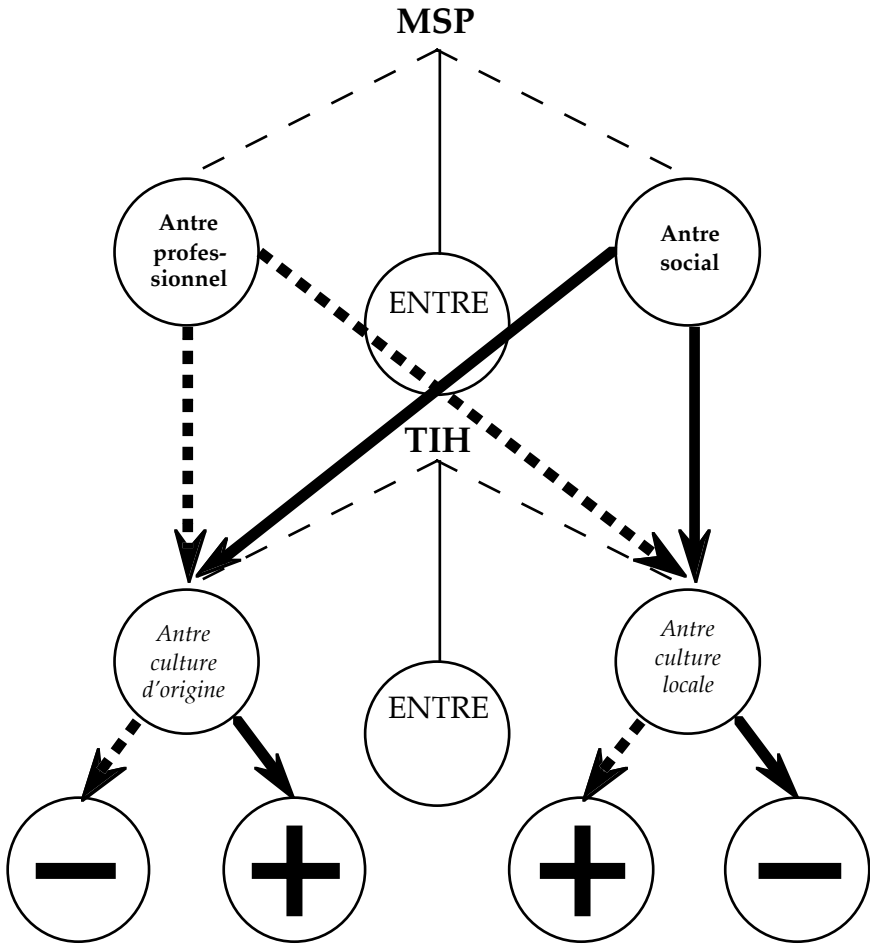 MSP
Antre
profes-
sionnel
ENTRE
Antre
social
TIH
Antre
culture
d'origine
ENTRE
Antre
culture
locale
− + + −